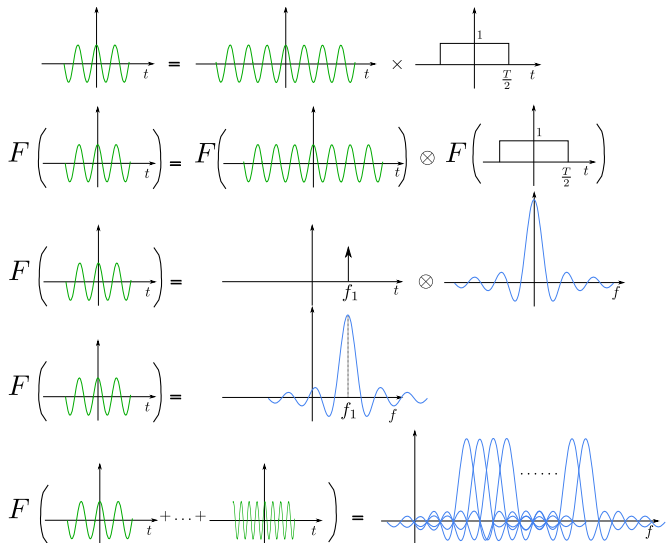 t = t × 1 T/2 t
F ( t ) = F ( t ) ⊗ F ( 1 T/2 t )
F ( t ) = f₁ t ⊗ f
F ( t ) = f₁ f
F ( t + ... + t ) = ...... f